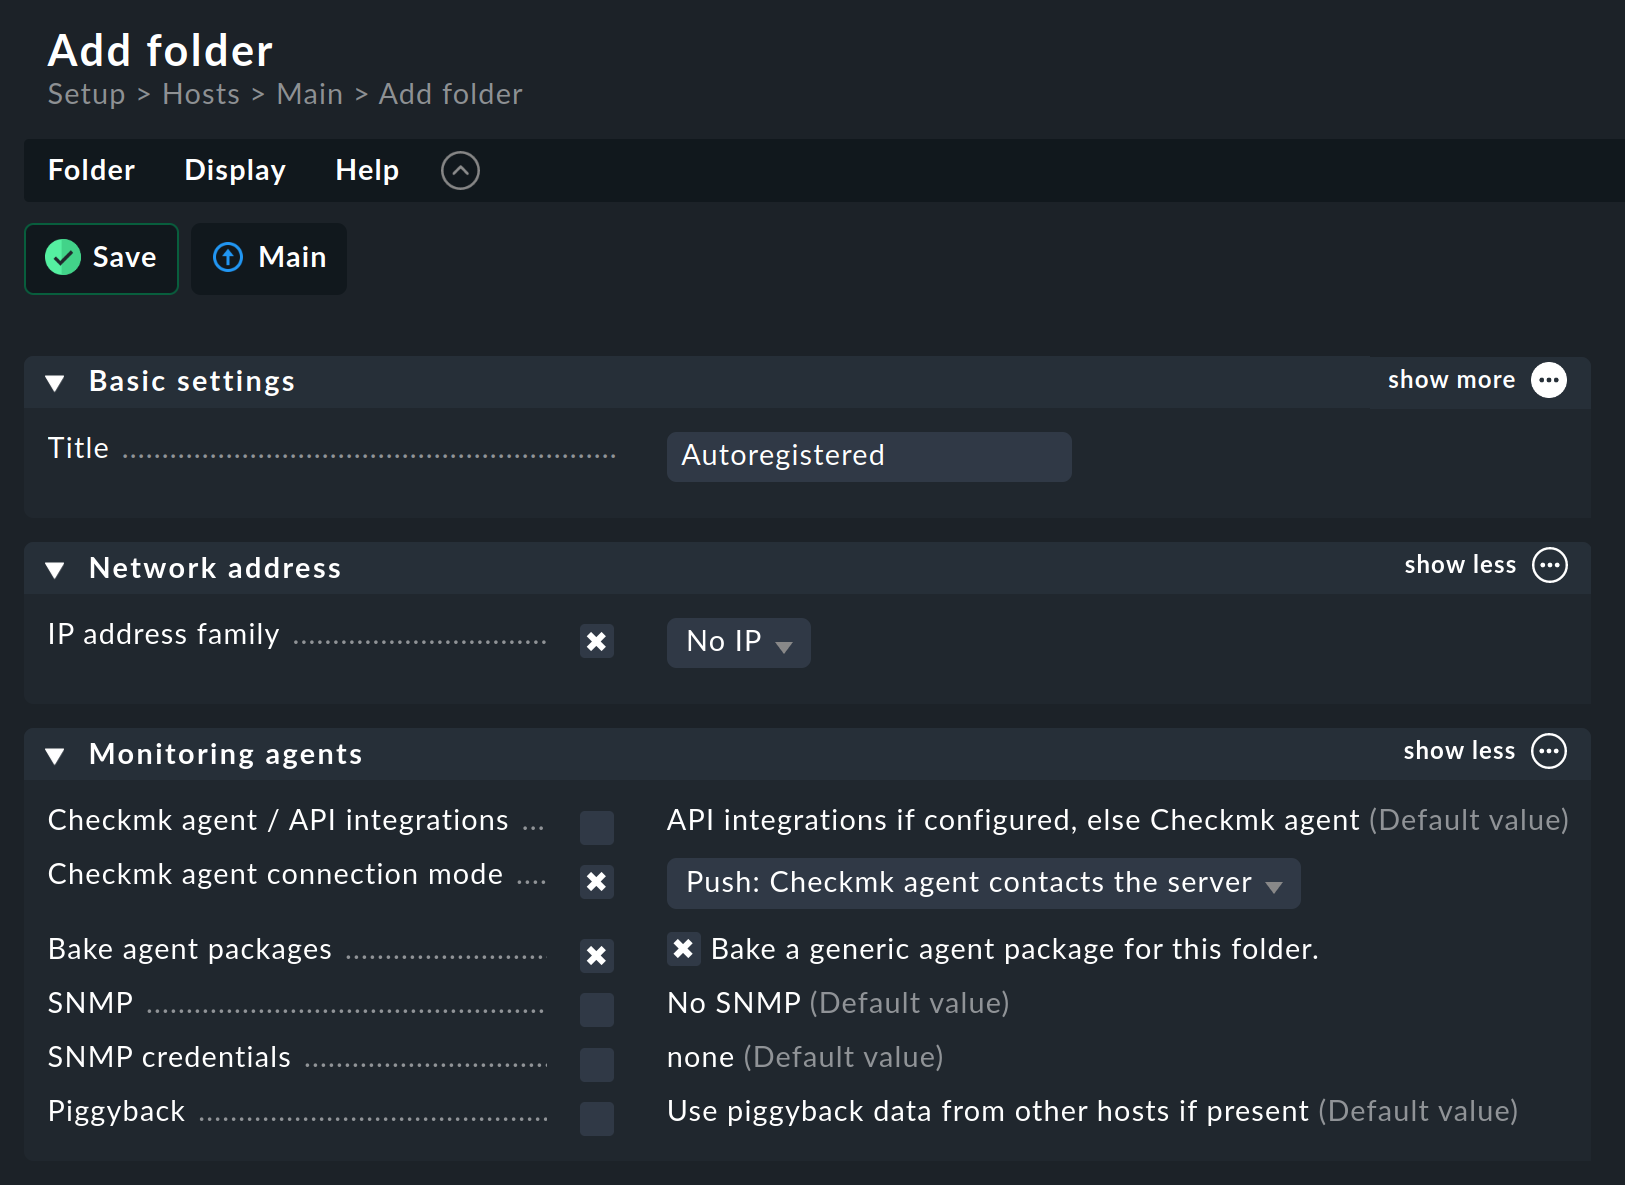 Add folder
Setup > Hosts > Main > Add folder
Folder Display Help
Save Main
Basic settings show more
Title Autoregistered
Network address show less
IP address family No IP
Monitoring agents show less
Checkmk agent / API integrations API integrations if configured, else Checkmk agent (Default value)
Checkmk agent connection mode Push: Checkmk agent contacts the server
Bake agent packages Bake a generic agent package for this folder.
SNMP No SNMP (Default value)
SNMP credentials none (Default value)
Piggyback Use piggyback data from other hosts if present (Default value)